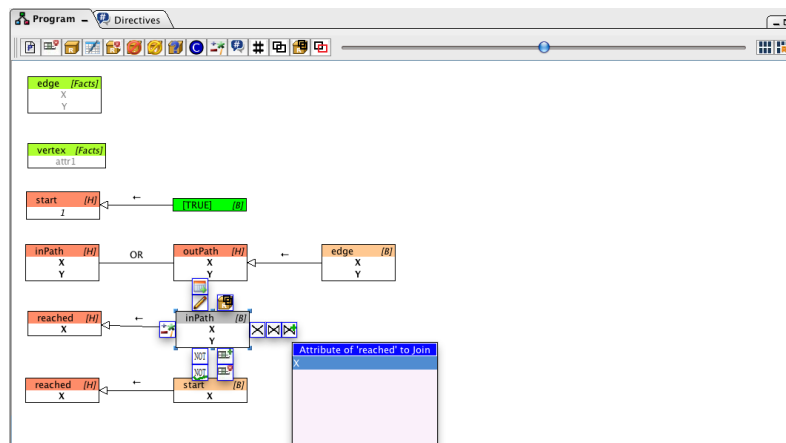 Program
Directives
edge [Facts]
X
Y
vertex [Facts]
attr1
start [H]
←
[TRUE] [B]
1
inPath [H]
OR
outPath [H]
←
edge [B]
X
X
X
Y
Y
Y
reached [H]
←
inPath [B]
X
X
Y
Attribute of 'reached' to Join
X
NOT
NOT
reached [H]
←
start [B]
X
X